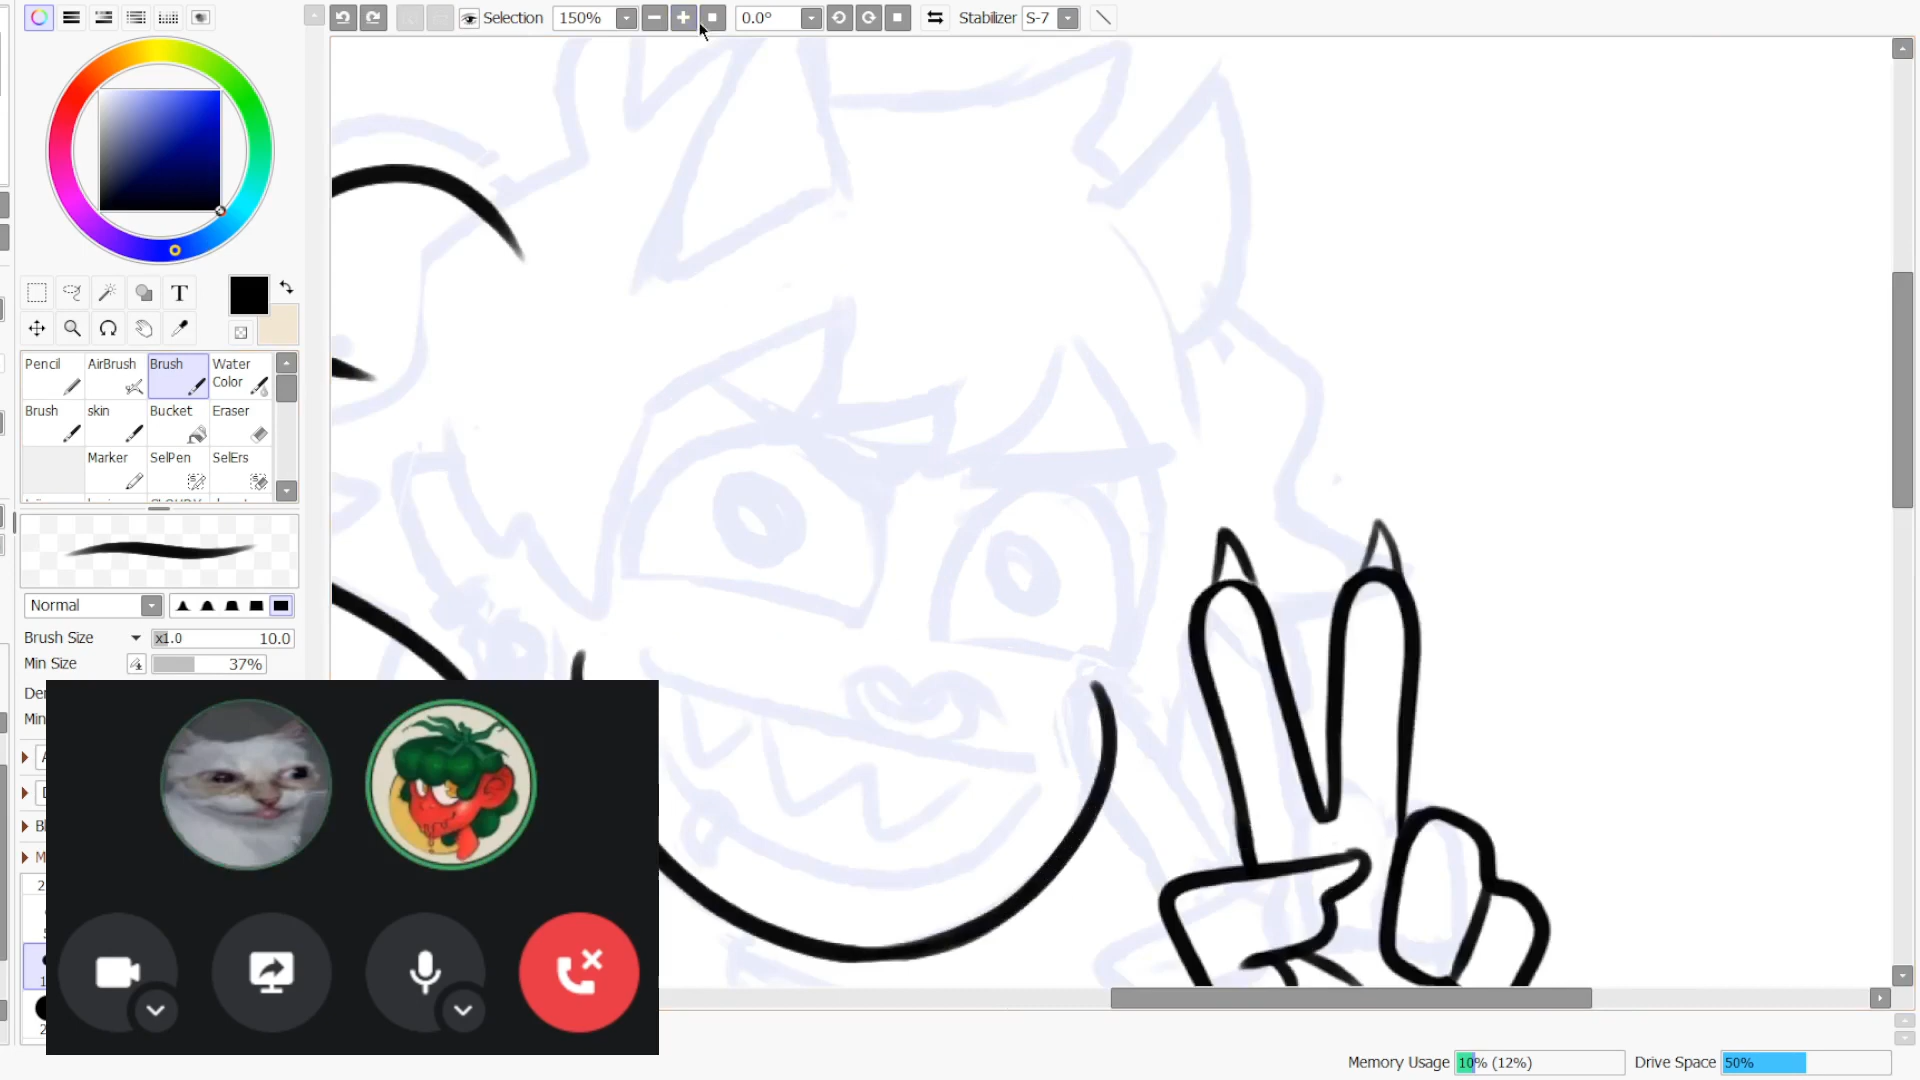 Selection 150% 0.0° Stabilizer S-7
T
Pencil AirBrush Brush Water Color
Brush skin Bucket Eraser
Marker SelPen SelErs
Normal
Brush Size x1.0 10.0
Min Size 37%
Memory Usage 10% (12%) Drive Space 50%